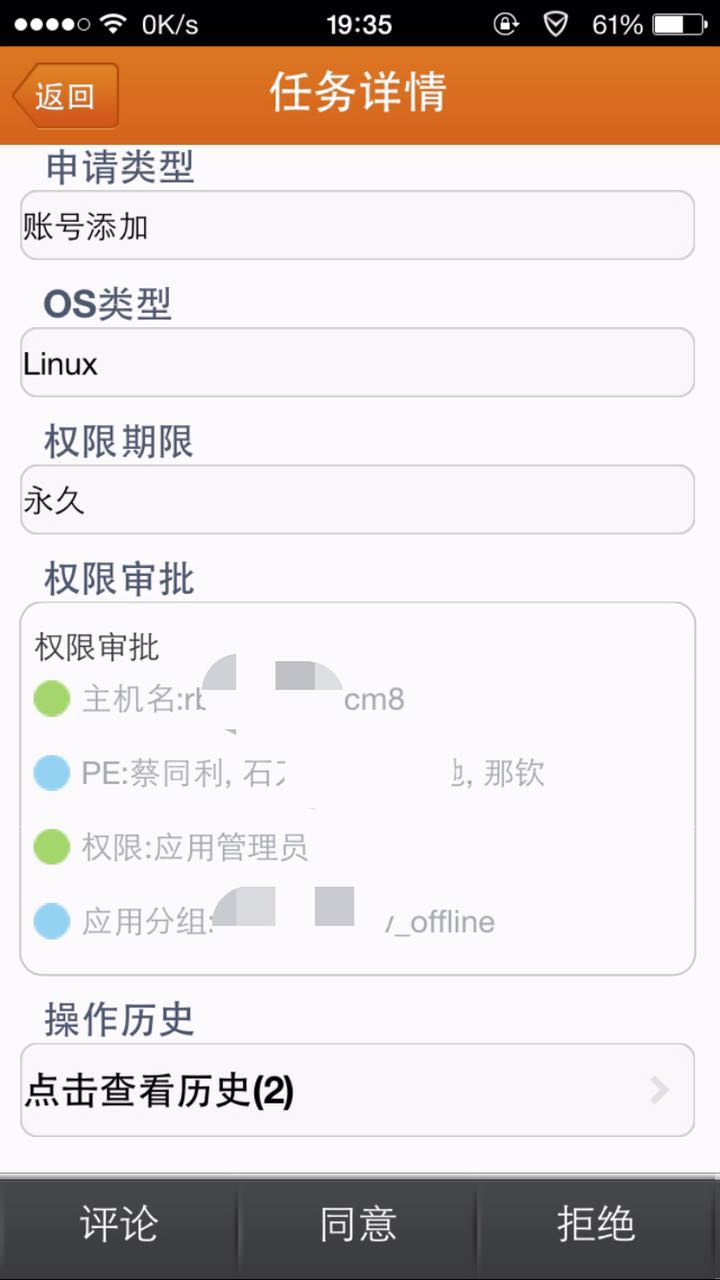 0K/s 19:35 61%
返回 任务详情
申请类型
账号添加
OS类型
Linux
权限期限
永久
权限审批
权限审批
主机名:rb cm8
PE:蔡同利, 石 , 那钦
权限:应用管理员
应用分组: _offline
操作历史
点击查看历史(2)
评论 同意 拒绝